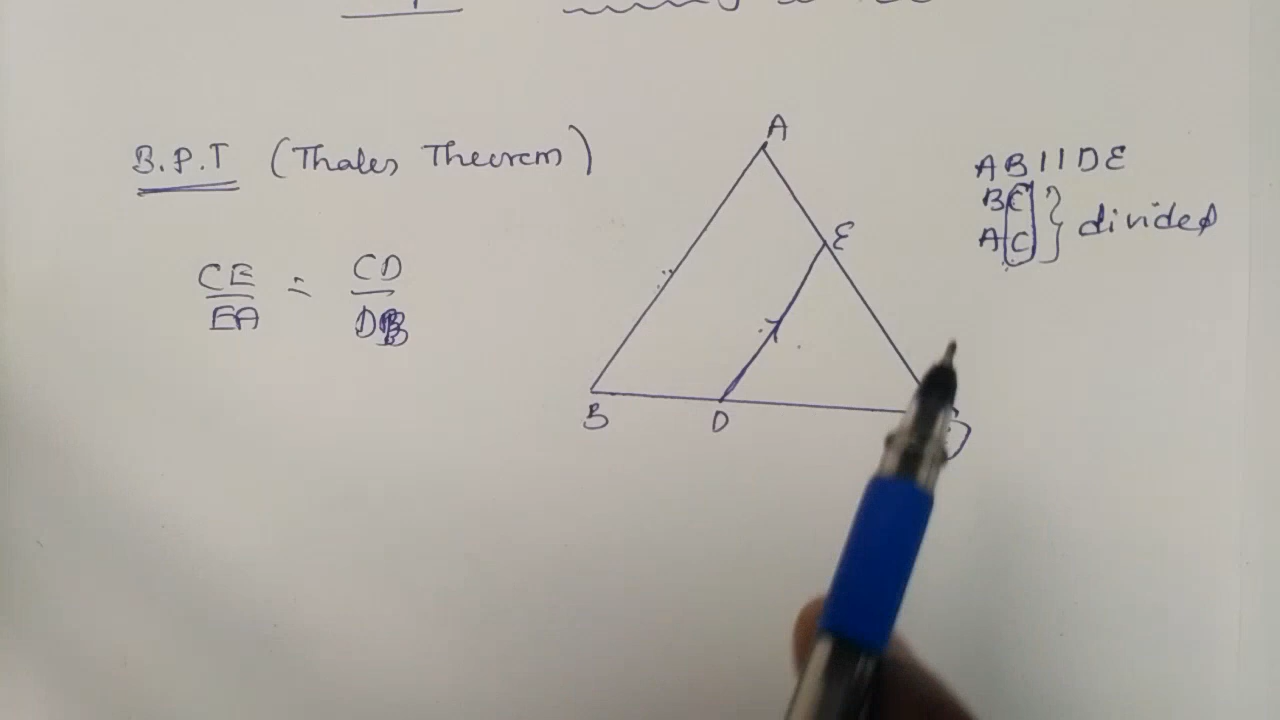 B.P.T (Thales Theorem)
CE/EA = CD/DB
A
E
B
D
AB || DE
BC
AC } divided